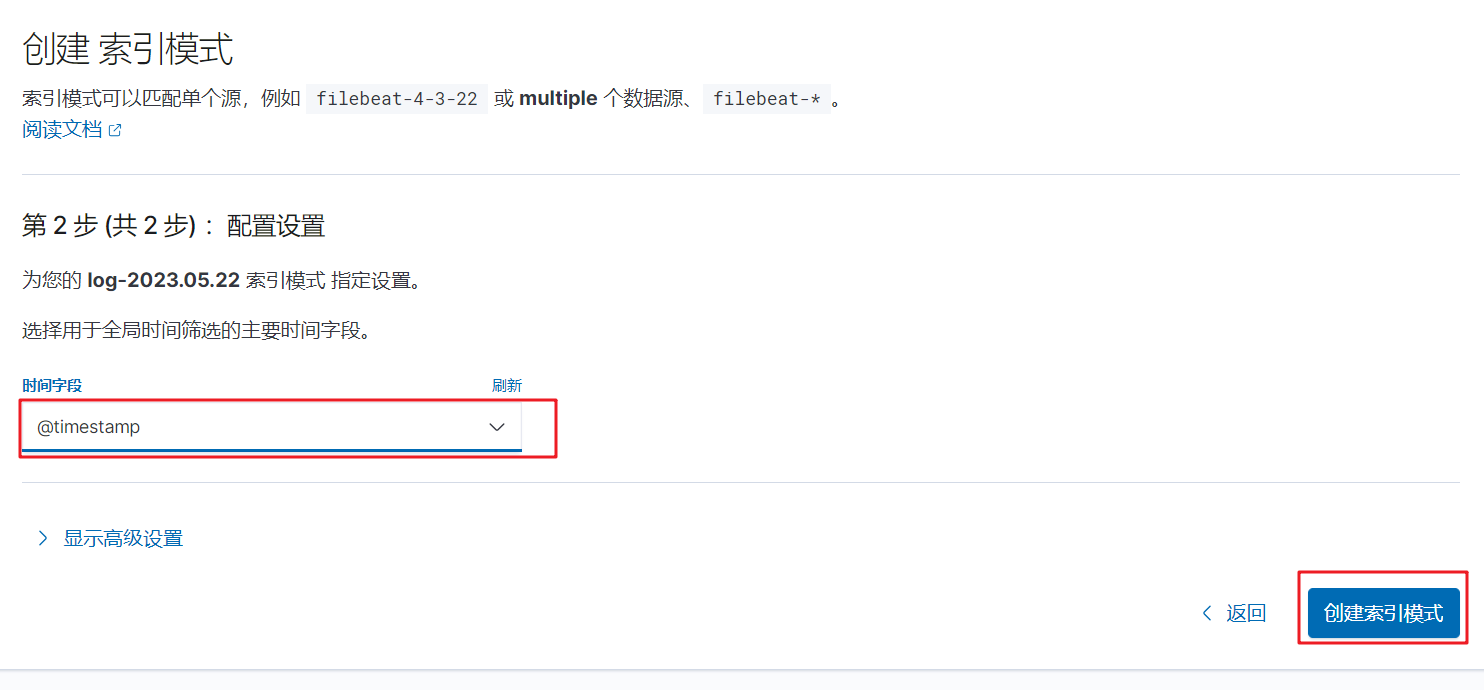 创建 索引模式
索引模式可以匹配单个源，例如 filebeat-4-3-22 或 multiple 个数据源、 filebeat-* 。
阅读文档
第 2 步 (共 2 步)： 配置设置
为您的 log-2023.05.22 索引模式 指定设置。
选择用于全局时间筛选的主要时间字段。
时间字段 刷新
@timestamp
显示高级设置
返回 创建索引模式